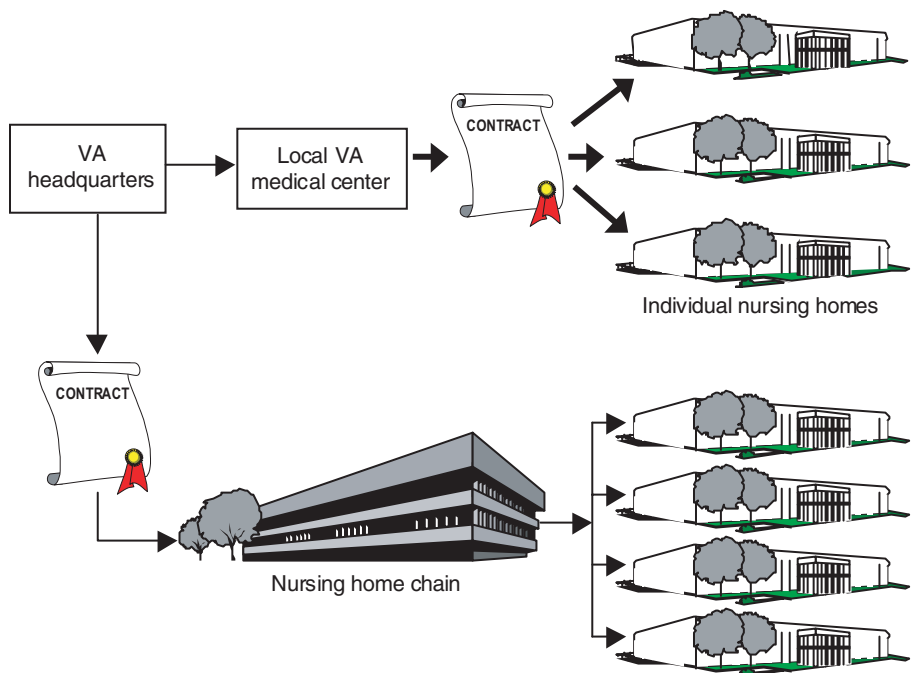 CONTRACT
VA
headquarters
Local VA
medical center
Individual nursing homes
CONTRACT
Nursing home chain